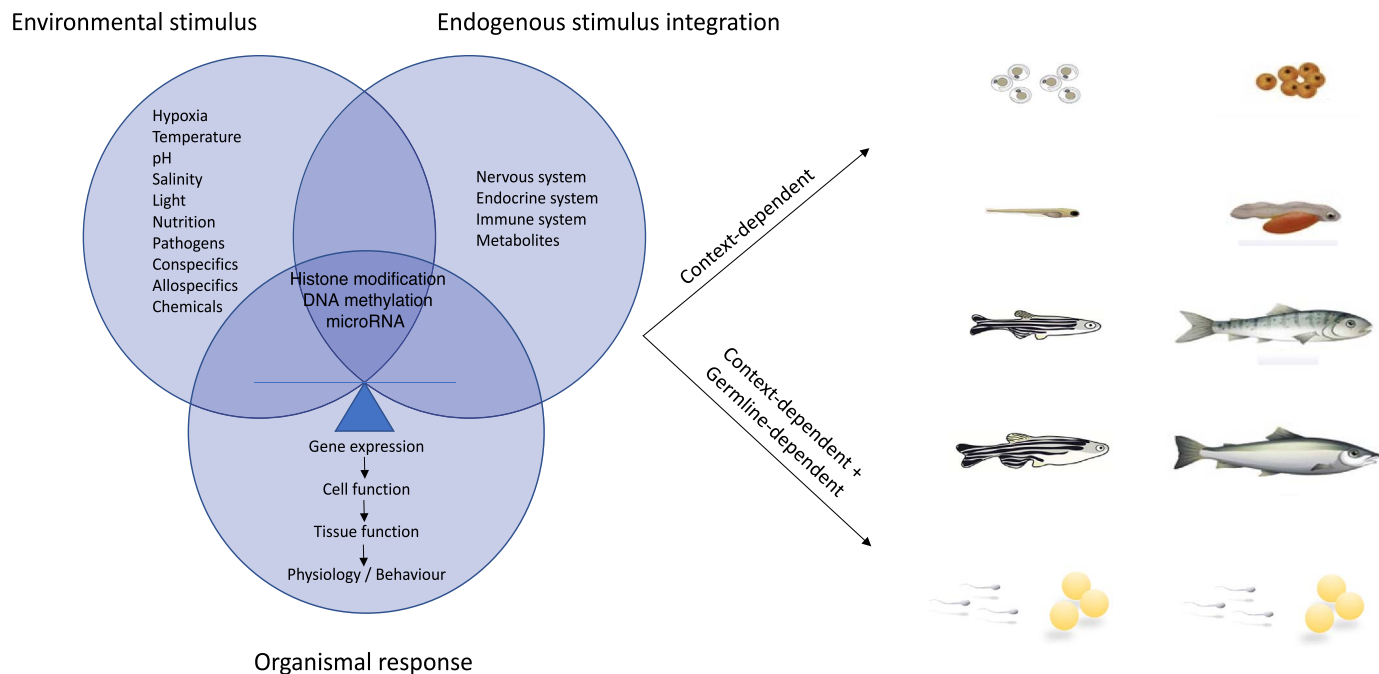 Environmental stimulus
Endogenous stimulus integration
Hypoxia
Temperature
pH
Salinity
Light
Nutrition
Pathogens
Conspecifics
Allospecifics
Chemicals
Nervous system
Endocrine system
Immune system
Metabolites
Histone modification
DNA methylation
microRNA
Gene expression
Cell function
Tissue function
Physiology / Behaviour
Organismal response
Context-dependent
Context-dependent +
Germline-dependent